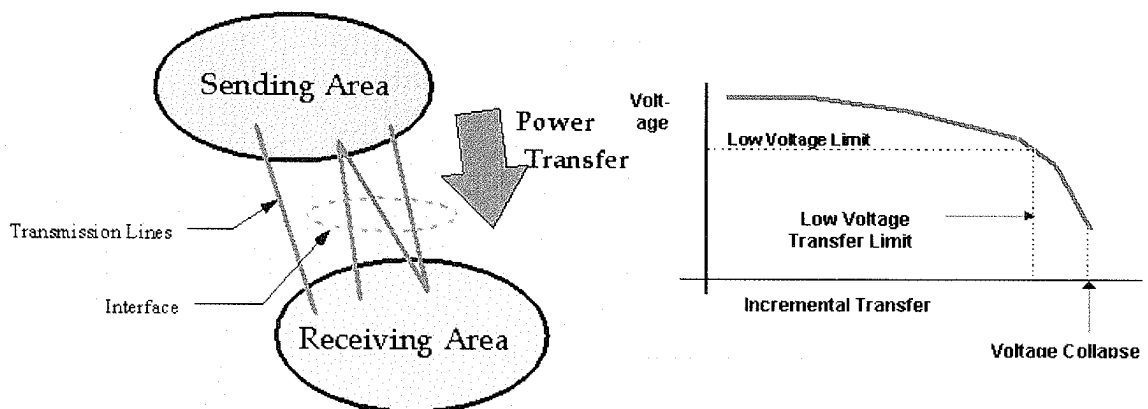 Sending Area
Power
Transfer
Transmission Lines
Interface
Receiving Area
Volt-
age
Low Voltage Limit
Low Voltage
Transfer Limit
Incremental Transfer
Voltage Collapse